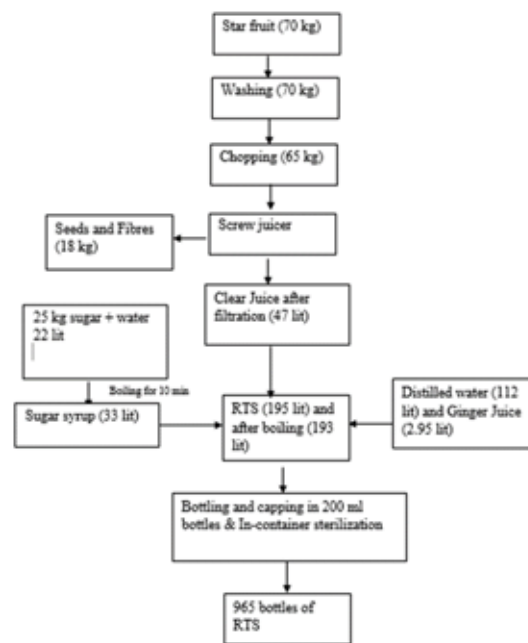 Star fruit (70 kg)
Washing (70 kg)
Chopping (65 kg)
Screw juicer
Seeds and Fibres
(18 kg)
Clear Juice after
filtration (47 lit)
25 kg sugar + water
22 lit
Boiling for 10 min
Sugar syrup (33 lit)
RTS (195 lit) and
after boiling (193
lit)
Distilled water (112
lit) and Ginger Juice
(2.95 lit)
Bottling and capping in 200 ml
bottles & In-container sterilization
965 bottles of
RTS